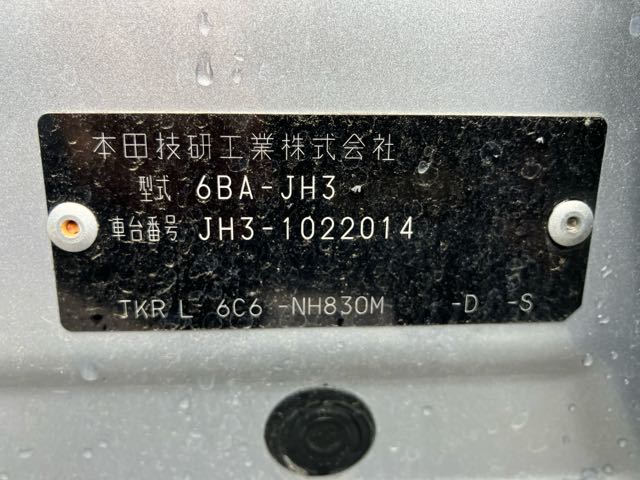 本田技研工業株式会社
型式 6BA-JH3
車台番号 JH3-1022014
TKR L 6C6 -NH830M -D -S